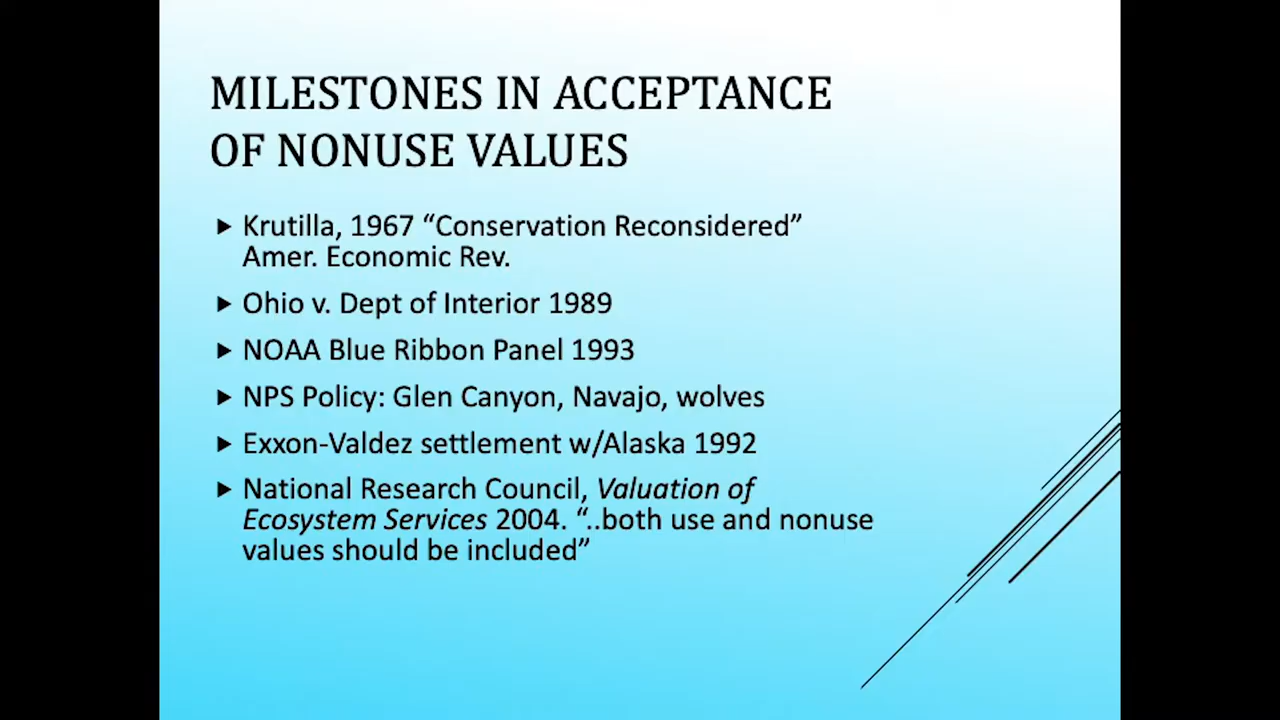 MILESTONES IN ACCEPTANCE
OF NONUSE VALUES
Krutilla, 1967 “Conservation Reconsidered”
Amer. Economic Rev.
Ohio v. Dept of Interior 1989
NOAA Blue Ribbon Panel 1993
NPS Policy: Glen Canyon, Navajo, wolves
Exxon-Valdez settlement w/Alaska 1992
National Research Council, Valuation of
Ecosystem Services 2004. “..both use and nonuse
values should be included”